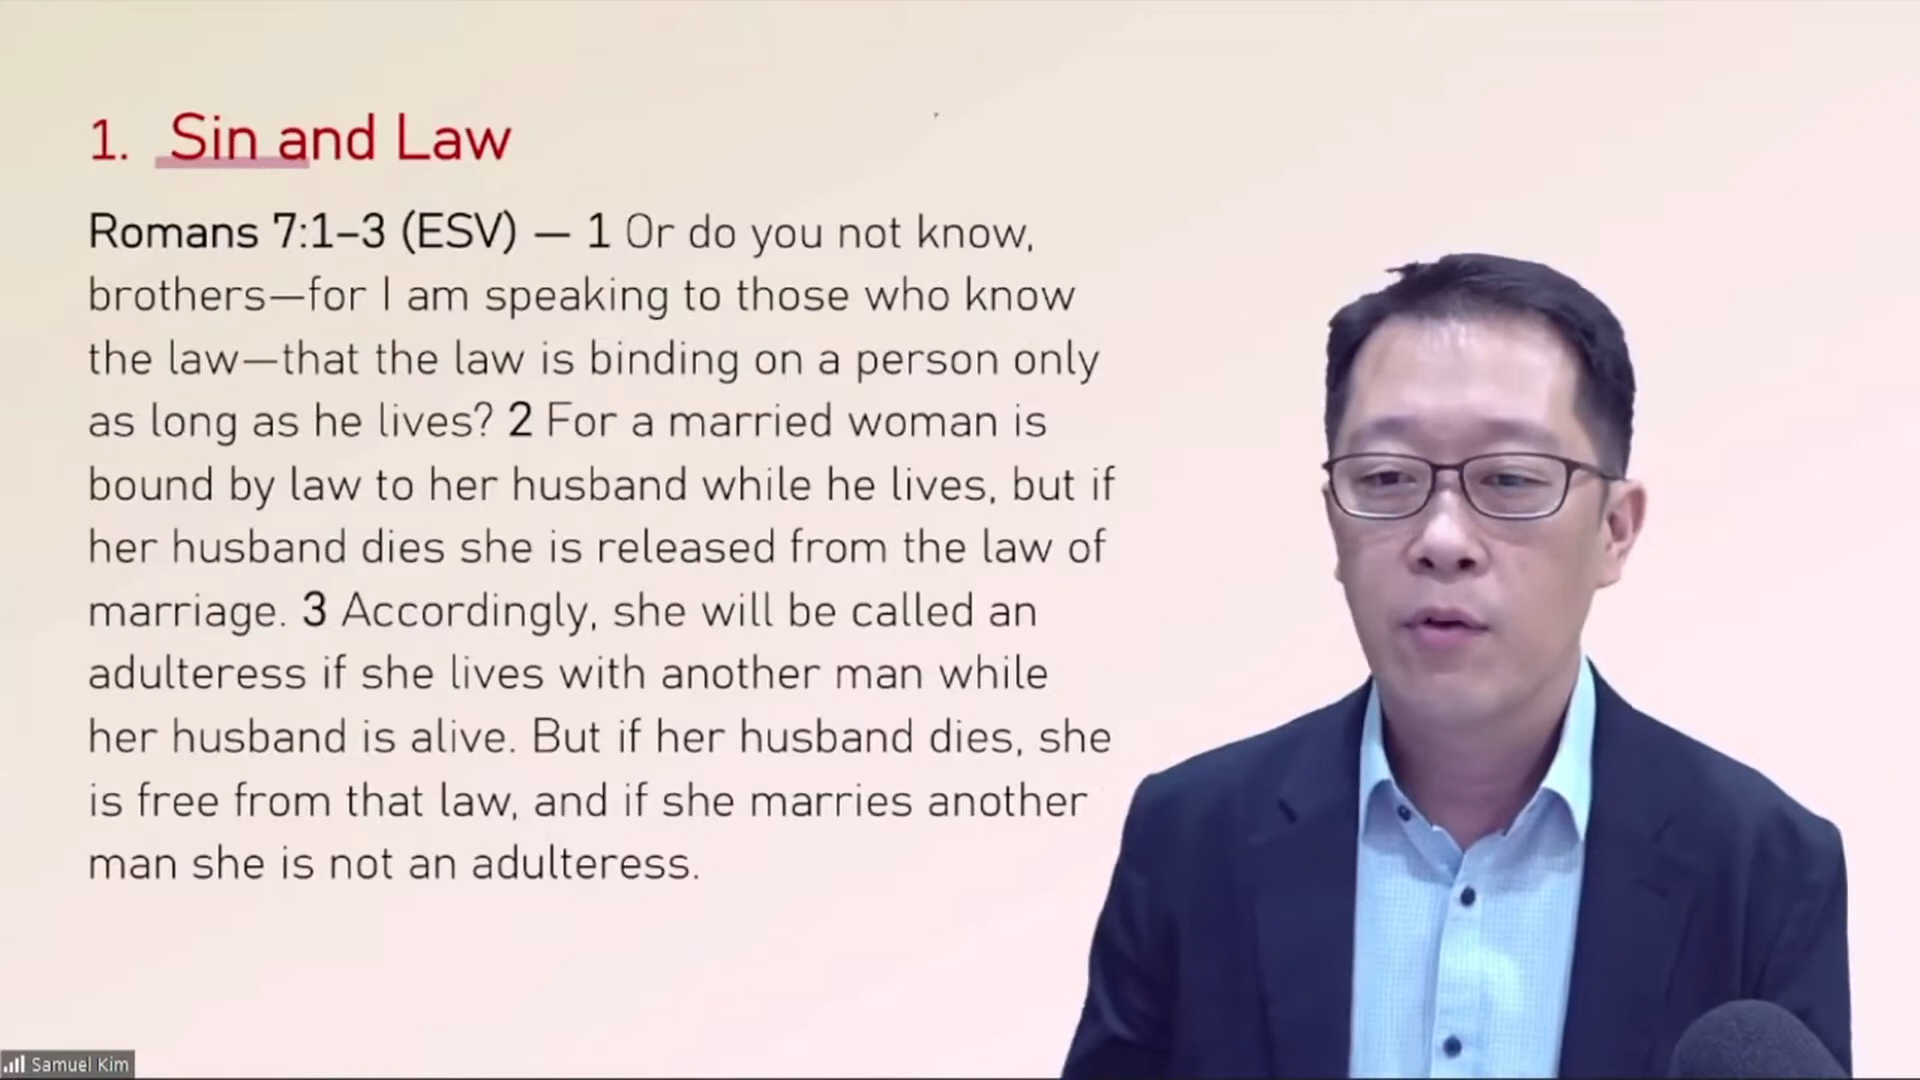 1. Sin and Law
Romans 7:1–3 (ESV) — 1 Or do you not know,
brothers—for I am speaking to those who know
the law—that the law is binding on a person only
as long as he lives? 2 For a married woman is
bound by law to her husband while he lives, but if
her husband dies she is released from the law of
marriage. 3 Accordingly, she will be called an
adulteress if she lives with another man while
her husband is alive. But if her husband dies, she
is free from that law, and if she marries another
man she is not an adulteress.
Samuel Kim